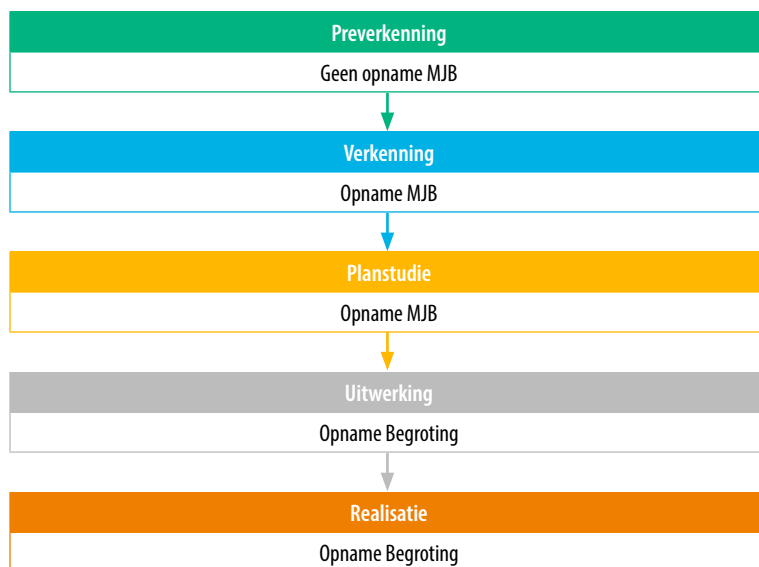 Preverkenning
Geen opname MJB
Verkenning
Opname MJB
Planstudie
Opname MJB
Uitwerking
Opname Begroting
Realisatie
Opname Begroting